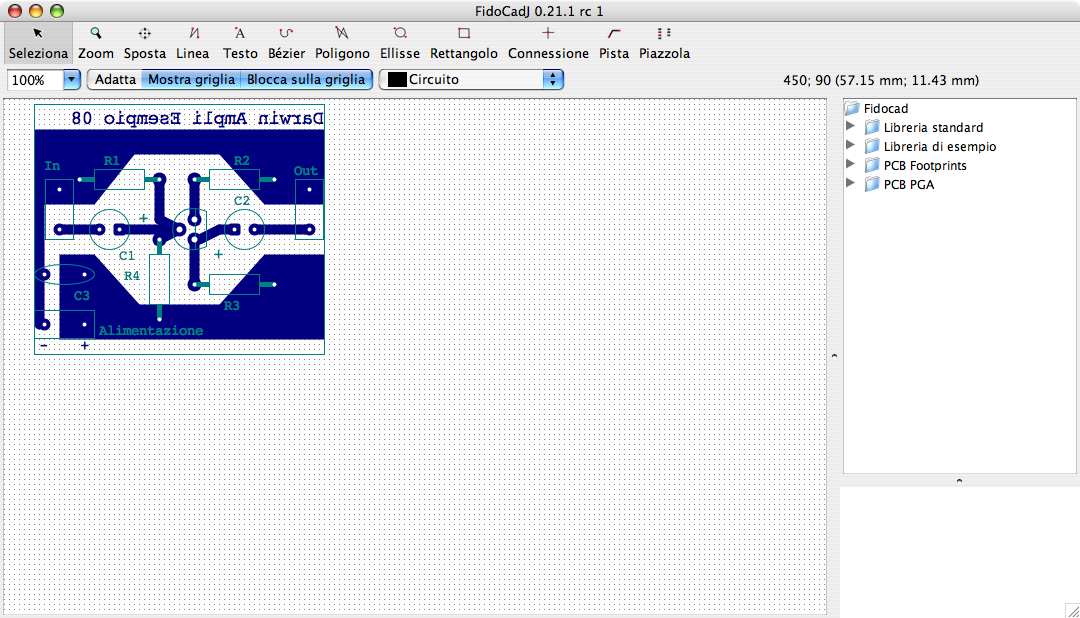 FidoCadJ 0.21.1 rc 1
Seleziona Zoom Sposta Linea Testo Bézier Poligono Ellisse Rettangolo Connessione Pista Piazzola
100% Adatta Mostra griglia Blocca sulla griglia Circuito 450; 90 (57.15 mm; 11.43 mm)
Darwin Ampli Esempio 08
In R1 R2 Out
C2
+
C1 +
R4
C3 R3
Alimentazione
- +
Fidocad
Libreria standard
Libreria di esempio
PCB Footprints
PCB PGA